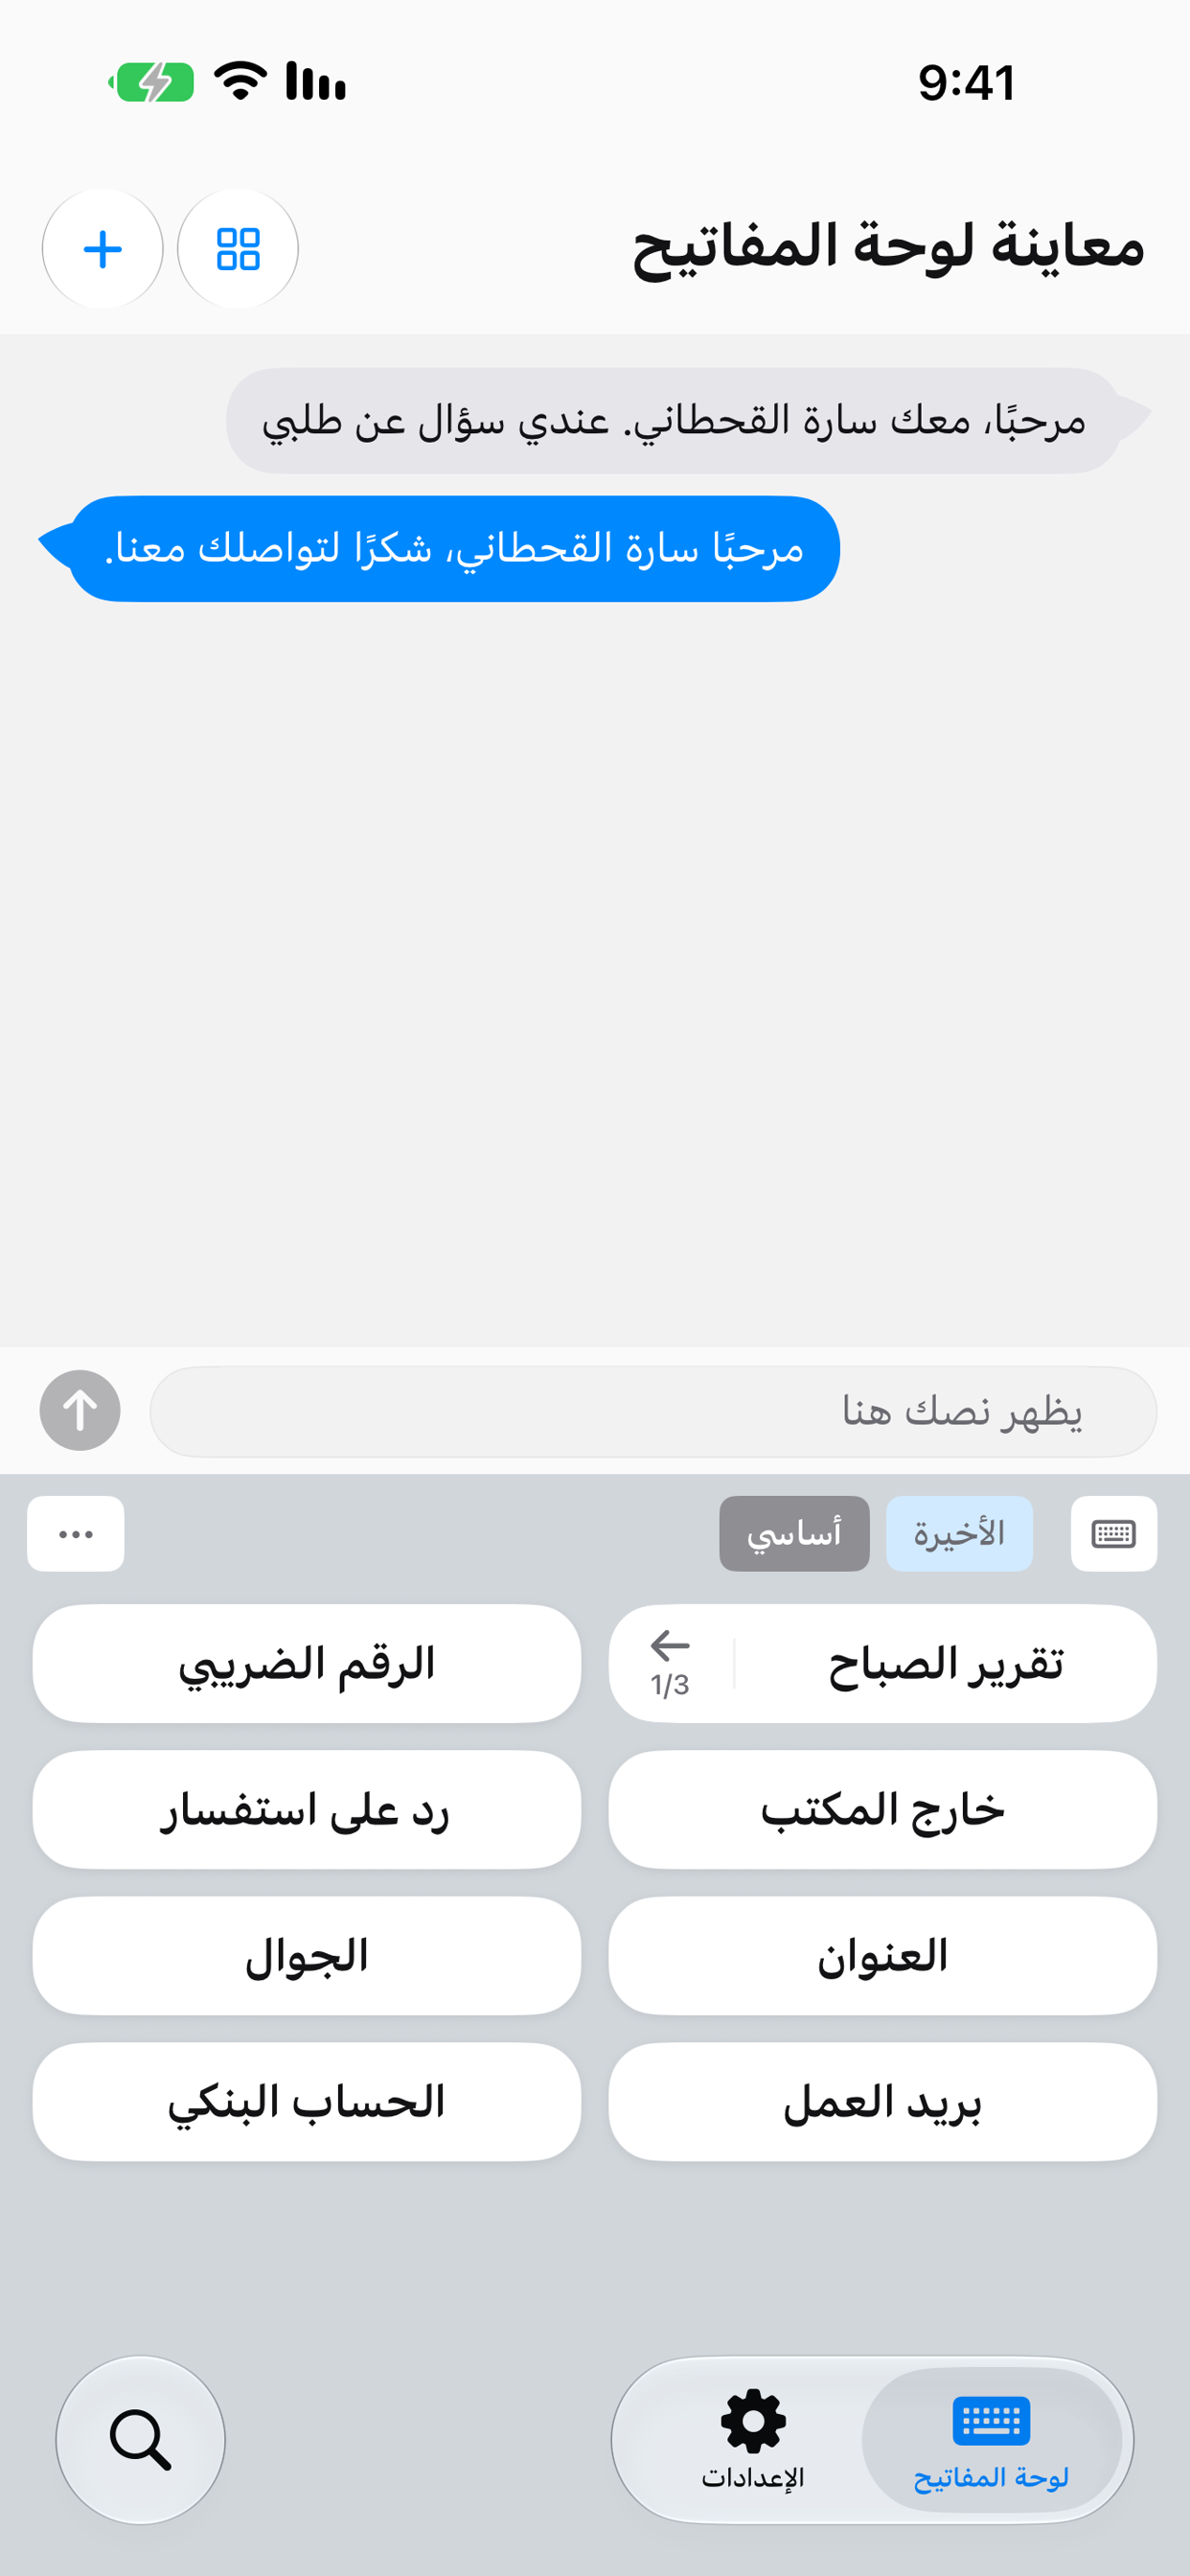 9:41
معاينة لوحة المفاتيح
مرحبًا، معك سارة القحطاني. عندي سؤال عن طلبي
مرحبًا سارة القحطاني، شكرًا لتواصلك معنا.
يظهر نصك هنا
الأخيرة
أساسي
تقرير الصباح
1/3
الرقم الضريبي
خارج المكتب
رد على استفسار
العنوان
الجوال
بريد العمل
الحساب البنكي
لوحة المفاتيح
الإعدادات